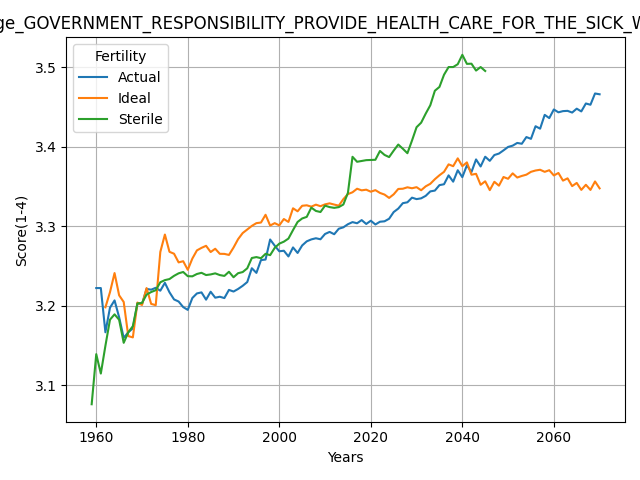 ge_GOVERNMENT_RESPONSIBILITY_PROVIDE_HEALTH_CARE_FOR_THE_SICK_W
Fertility
Actual
Ideal
Sterile
Score(1-4)
3.5
3.4
3.3
3.2
3.1
1960 1980 2000 2020 2040 2060
Years